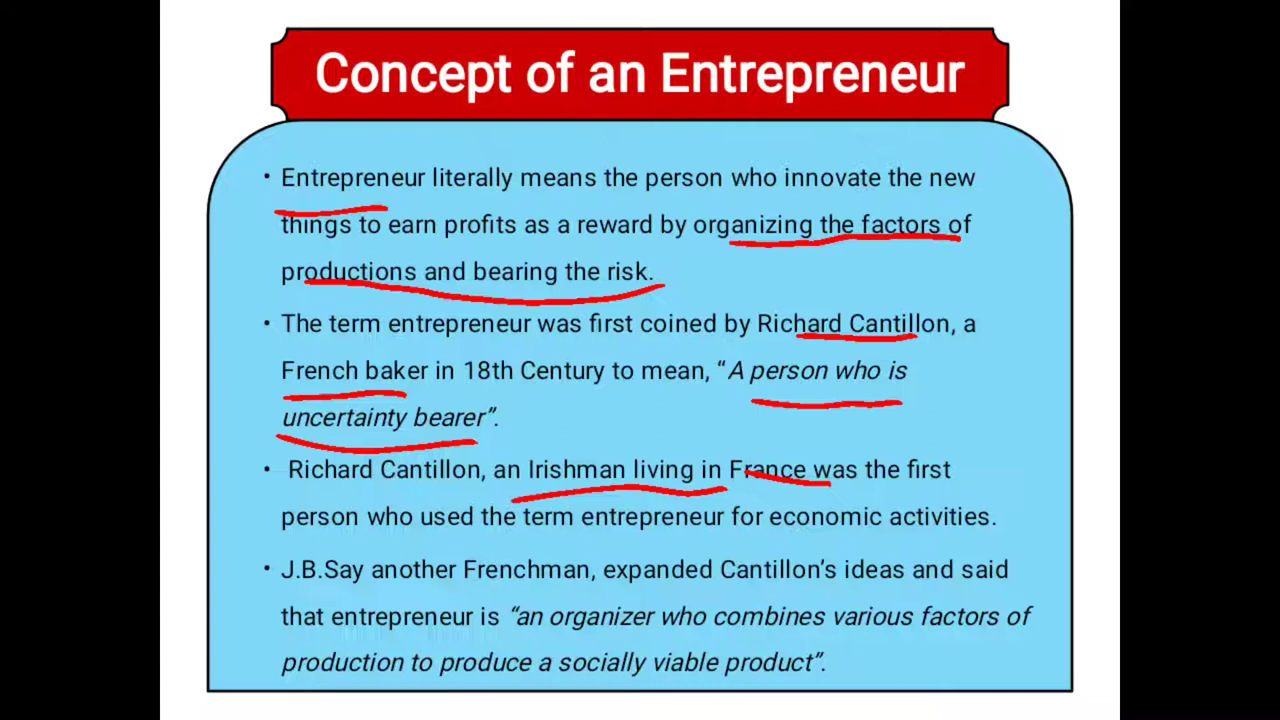 Concept of an Entrepreneur
• Entrepreneur literally means the person who innovate the new
things to earn profits as a reward by organizing the factors of
productions and bearing the risk.
• The term entrepreneur was first coined by Richard Cantillon, a
French baker in 18th Century to mean, “A person who is
uncertainty bearer”.
• Richard Cantillon, an Irishman living in France was the first
person who used the term entrepreneur for economic activities.
• J.B.Say another Frenchman, expanded Cantillon’s ideas and said
that entrepreneur is “an organizer who combines various factors of
production to produce a socially viable product”.